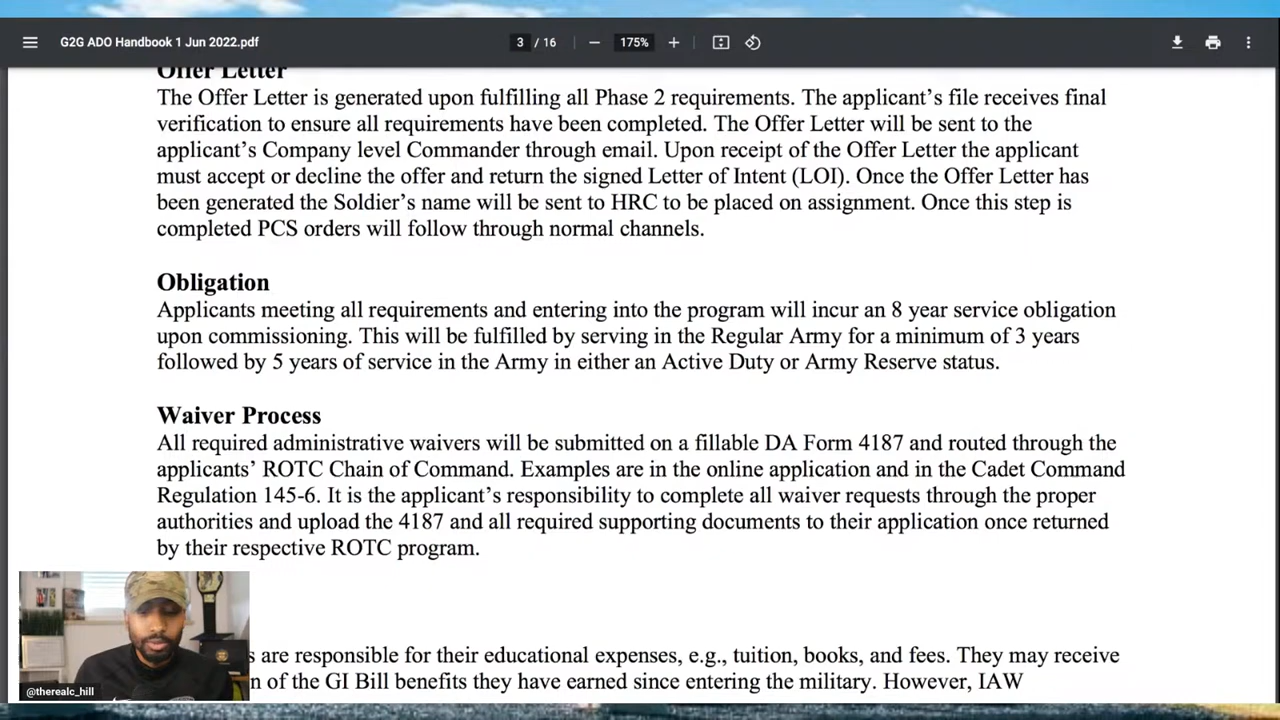 G2G ADO Handbook 1 Jun 2022.pdf
3 / 16
175%
Offer Letter
The Offer Letter is generated upon fulfilling all Phase 2 requirements. The applicant's file receives final
verification to ensure all requirements have been completed. The Offer Letter will be sent to the
applicant's Company level Commander through email. Upon receipt of the Offer Letter the applicant
must accept or decline the offer and return the signed Letter of Intent (LOI). Once the Offer Letter has
been generated the Soldier's name will be sent to HRC to be placed on assignment. Once this step is
completed PCS orders will follow through normal channels.
Obligation
Applicants meeting all requirements and entering into the program will incur an 8 year service obligation
upon commissioning. This will be fulfilled by serving in the Regular Army for a minimum of 3 years
followed by 5 years of service in the Army in either an Active Duty or Army Reserve status.
Waiver Process
All required administrative waivers will be submitted on a fillable DA Form 4187 and routed through the
applicants' ROTC Chain of Command. Examples are in the online application and in the Cadet Command
Regulation 145-6. It is the applicant's responsibility to complete all waiver requests through the proper
authorities and upload the 4187 and all required supporting documents to their application once returned
by their respective ROTC program.
s are responsible for their educational expenses, e.g., tuition, books, and fees. They may receive
n of the GI Bill benefits they have earned since entering the military. However, IAW
@therealc_hill